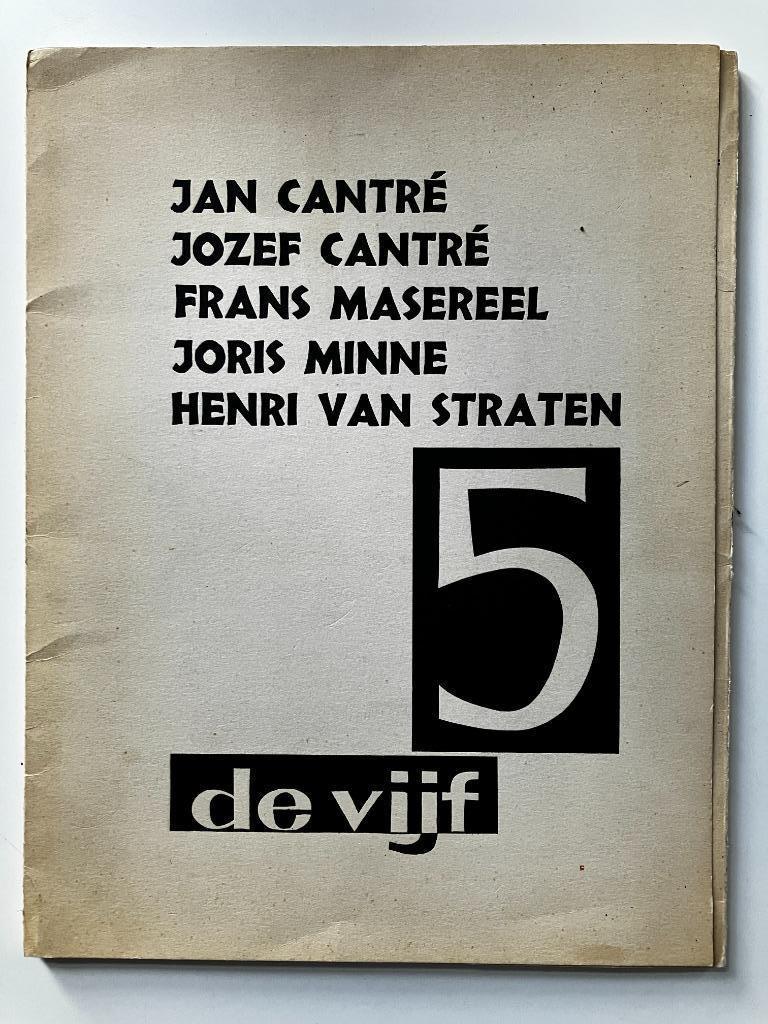 JAN CANTRÉ
JOZEF CANTRÉ
FRANS MASEREEL
JORIS MINNE
HENRI VAN STRATEN
5
de vijf